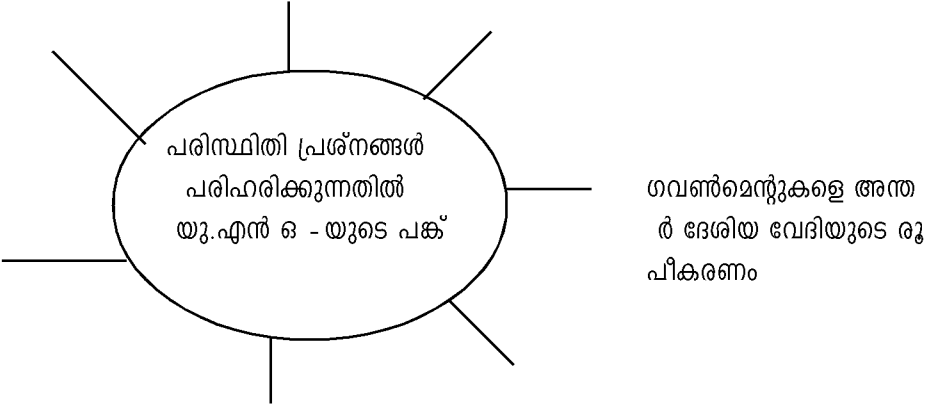 പരിസ്ഥിതി പ്രശ്നങ്ങൾ
പരിഹരിക്കുന്നതിൽ
യു.എൻ ഒ -യുടെ പങ്ക്
ഗവൺമെന്റുകളെ അന്ത
ർ ദേശിയ വേദിയുടെ രൂ
പീകരണം